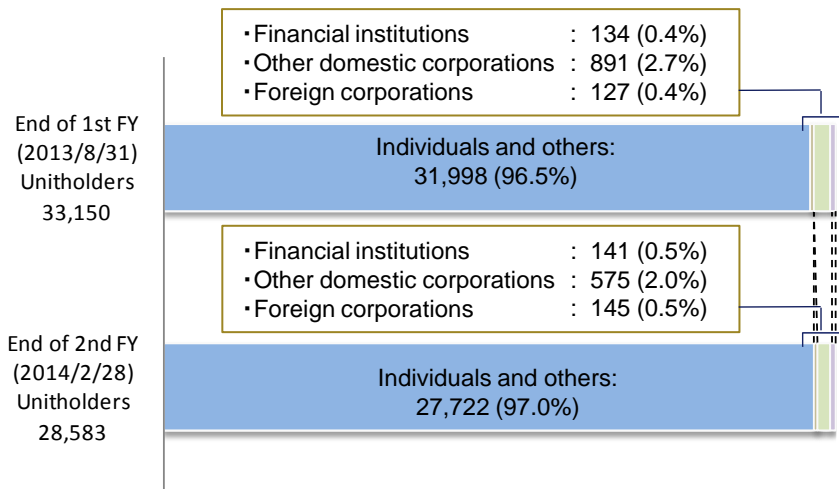 ・Financial institutions : 134 (0.4%)
・Other domestic corporations : 891 (2.7%)
・Foreign corporations : 127 (0.4%)
End of 1st FY
(2013/8/31)
Unitholders
33,150
Individuals and others:
31,998 (96.5%)
・Financial institutions : 141 (0.5%)
・Other domestic corporations : 575 (2.0%)
・Foreign corporations : 145 (0.5%)
End of 2nd FY
(2014/2/28)
Unitholders
28,583
Individuals and others:
27,722 (97.0%)